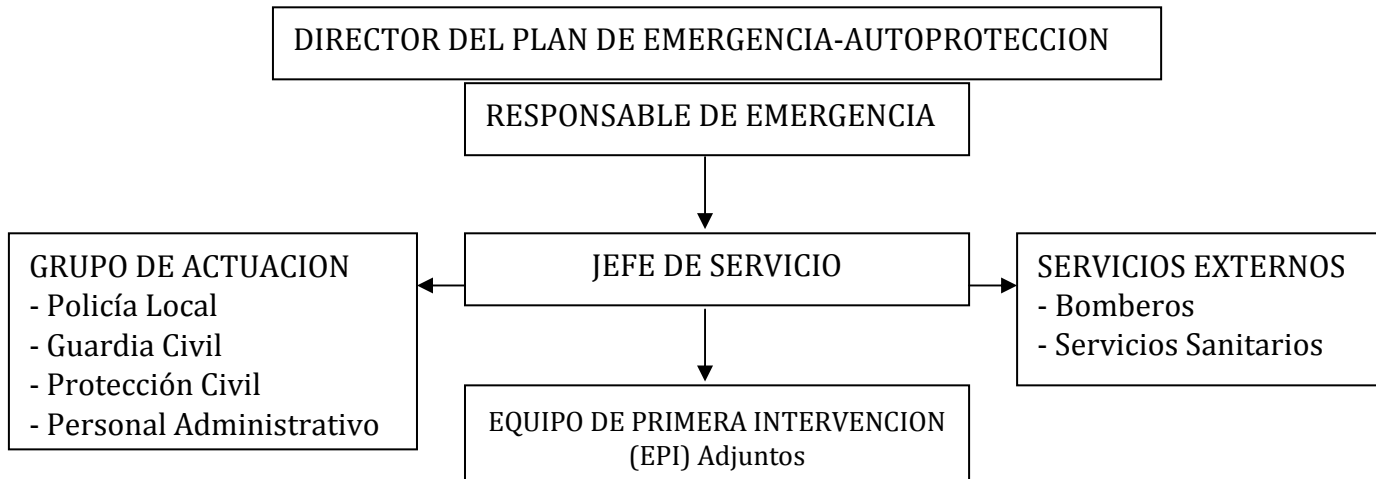 DIRECTOR DEL PLAN DE EMERGENCIA-AUTOPROTECCION
RESPONSABLE DE EMERGENCIA
GRUPO DE ACTUACION
- Policía Local
- Guardia Civil
- Protección Civil
- Personal Administrativo
JEFE DE SERVICIO
SERVICIOS EXTERNOS
- Bomberos
- Servicios Sanitarios
EQUIPO DE PRIMERA INTERVENCION
(EPI) Adjuntos